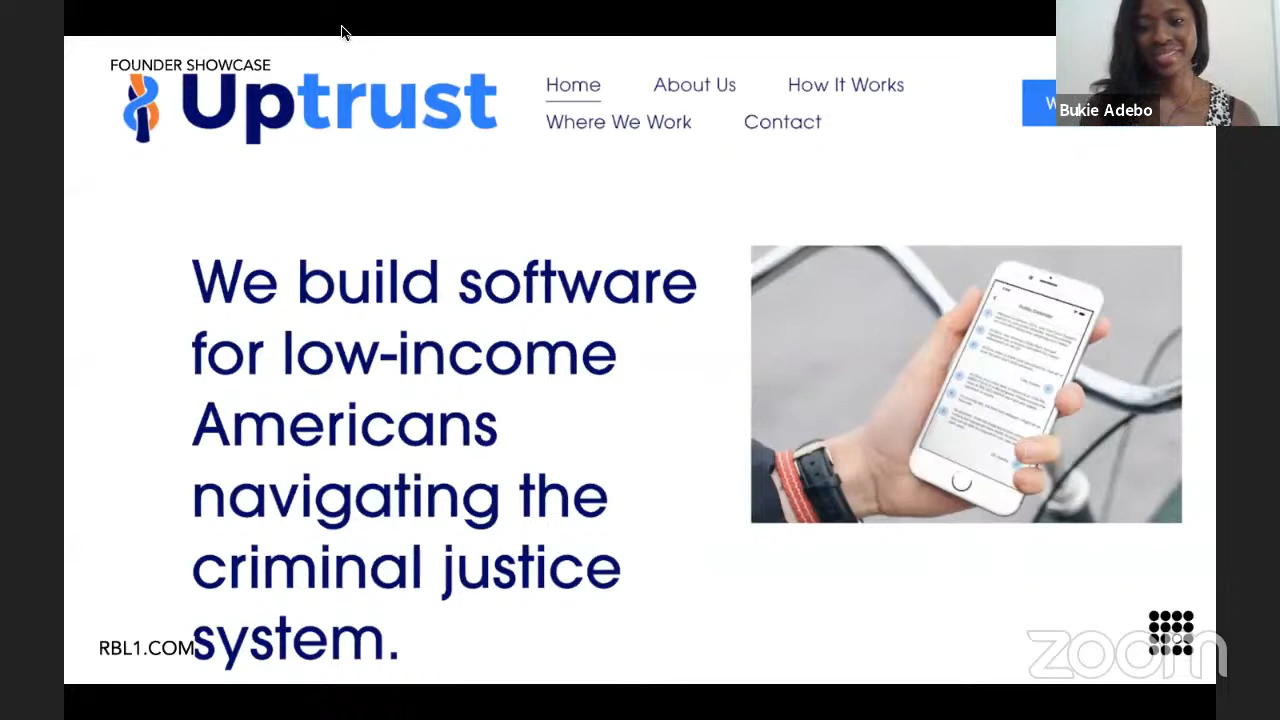 FOUNDER SHOWCASE
Uptrust
Home About Us How It Works
Where We Work Contact
Bukie Adebo
We build software
for low-income
Americans
navigating the
criminal justice
system.
RBL1.COM
zoom